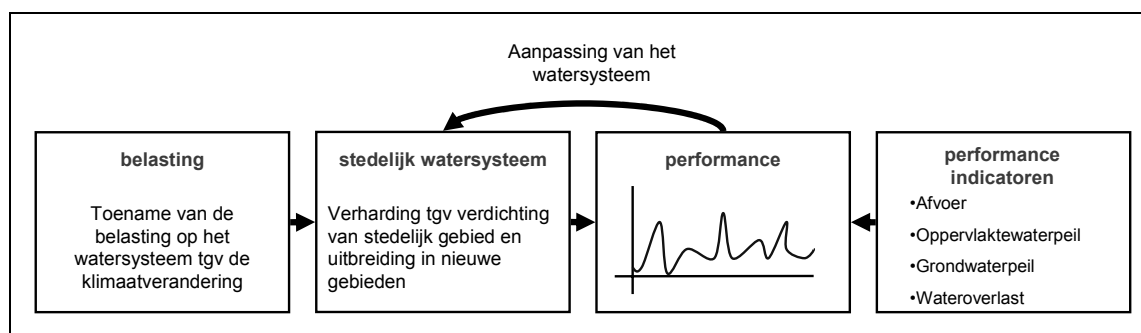 Aanpassing van het
watersysteem
belasting
Toename van de
belasting op het
watersysteem tgv de
klimaatverandering
stedelijk watersysteem
Verharding tgv verdichting
van stedelijk gebied en
uitbreiding in nieuwe
gebieden
performance
performance
indicatoren
•Afvoer
•Oppervlaktewaterpeil
•Grondwaterpeil
•Wateroverlast